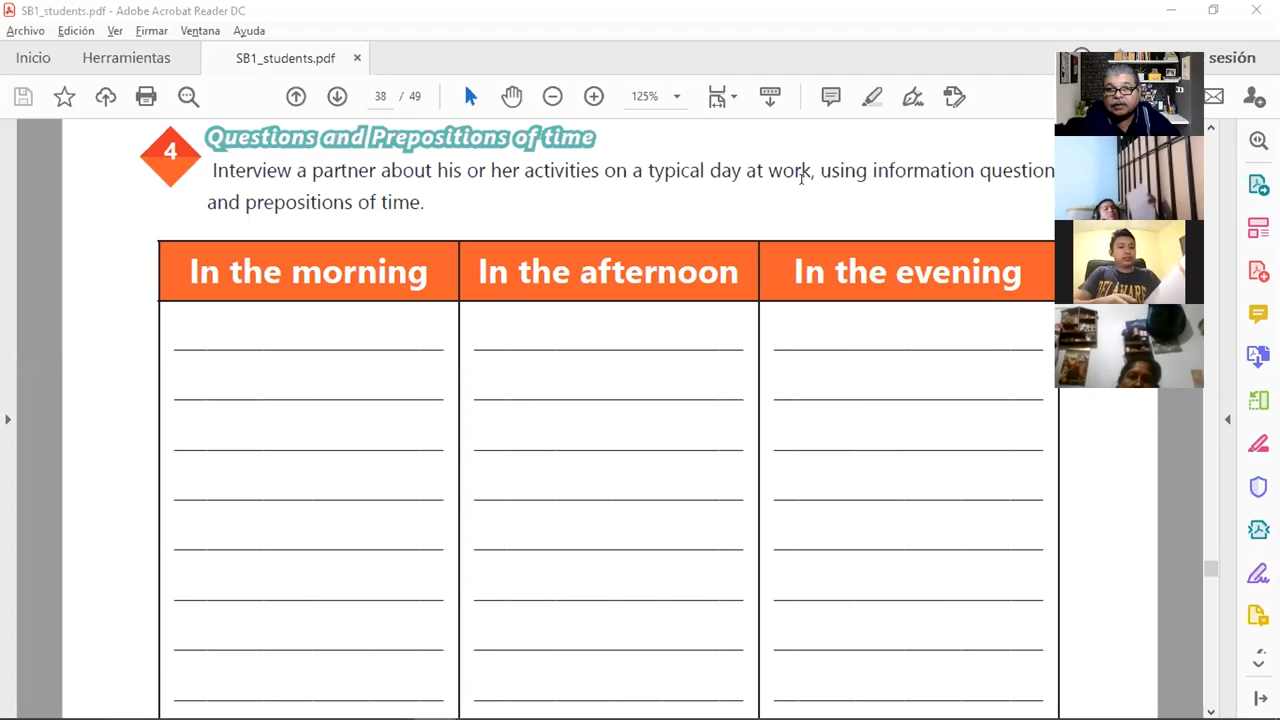 SB1_students.pdf - Adobe Acrobat Reader DC
Archivo Edición Ver Firmar Ventana Ayuda
Inicio Herramientas SB1_students.pdf × sesión
38 49 125%
4 Questions and Prepositions of time
Interview a partner about his or her activities on a typical day at work, using information question
and prepositions of time.
In the morning In the afternoon In the evening
DELAWARE